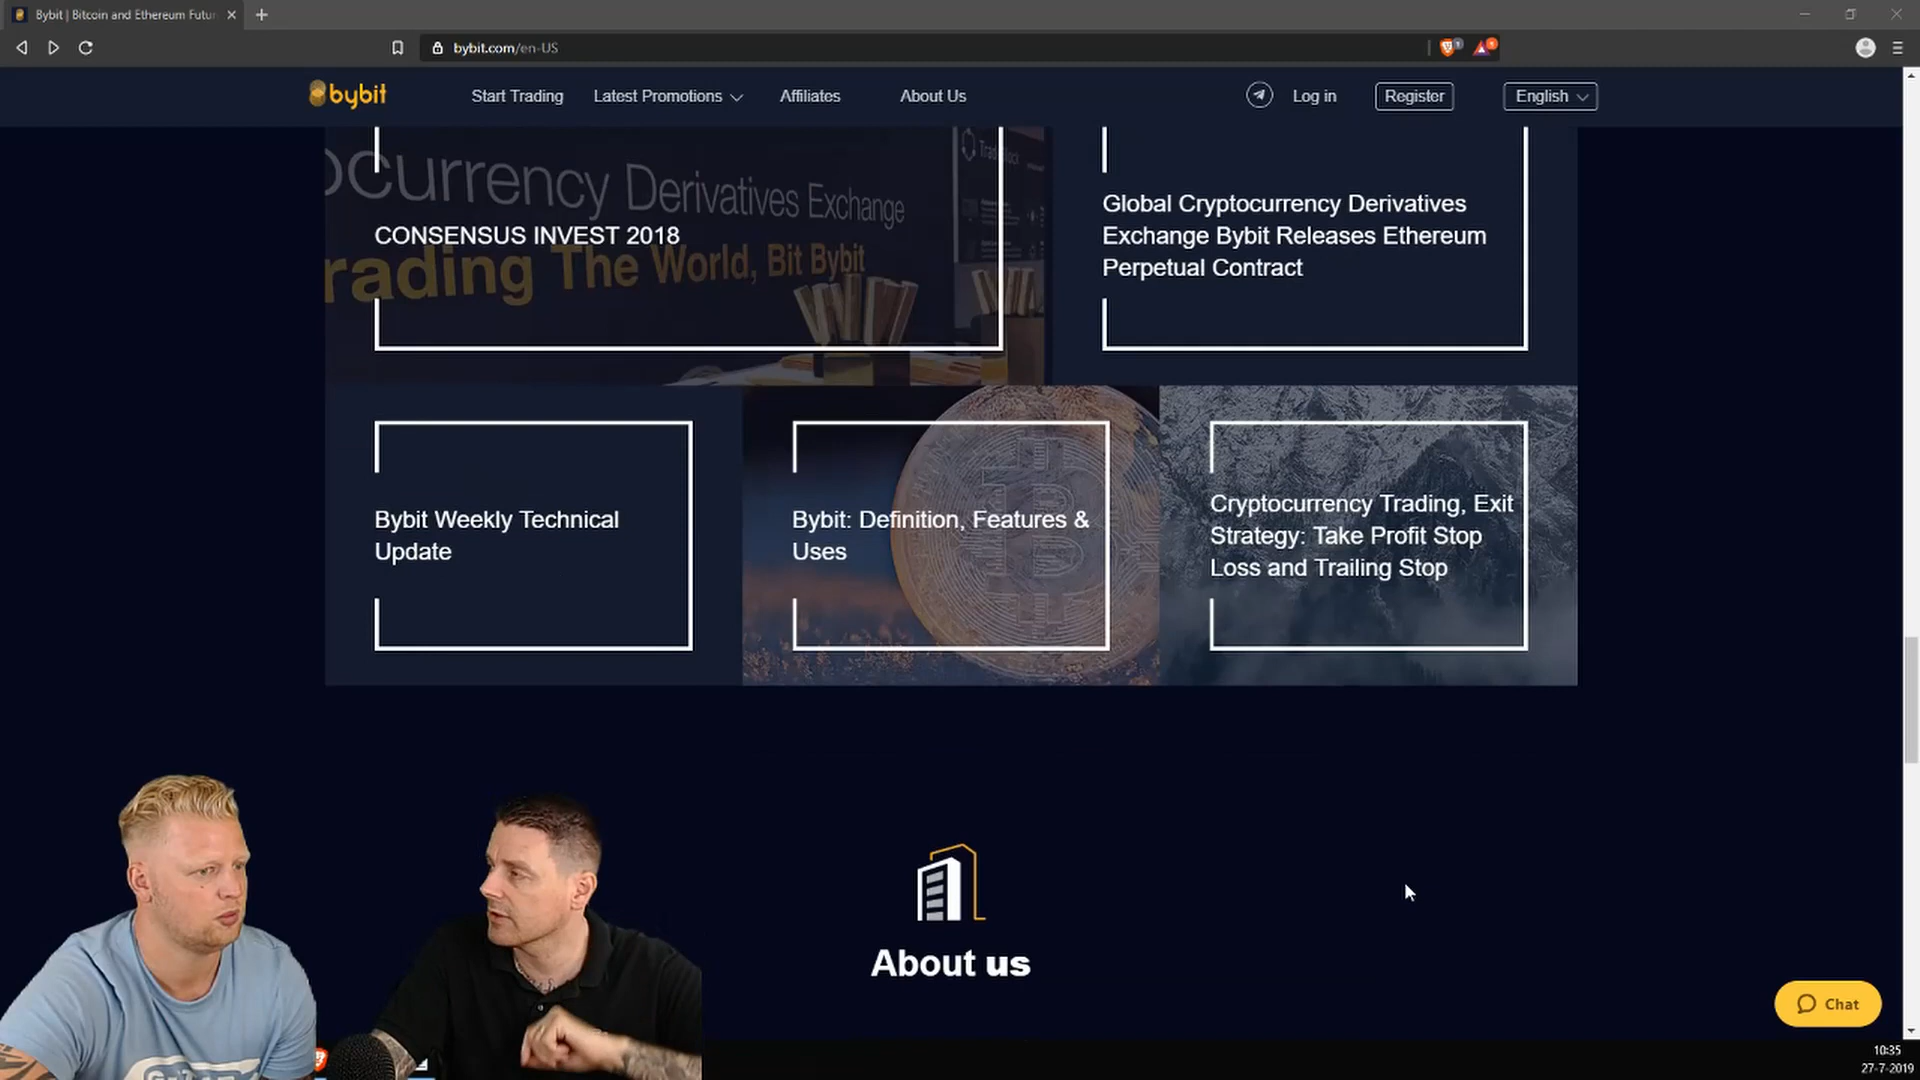 Bybit | Bitcoin and Ethereum Futu
bybit.com/en-US
bybit
Start Trading
Latest Promotions
Affiliates
About Us
Log in
Register
English
Cryptocurrency Derivatives Exchange
Trading The World, Bit Bybit
CONSENSUS INVEST 2018
Global Cryptocurrency Derivatives
Exchange Bybit Releases Ethereum
Perpetual Contract
Bybit Weekly Technical
Update
Bybit: Definition, Features &
Uses
Cryptocurrency Trading, Exit
Strategy: Take Profit Stop
Loss and Trailing Stop
About us
Chat
10:35
27-7-2019